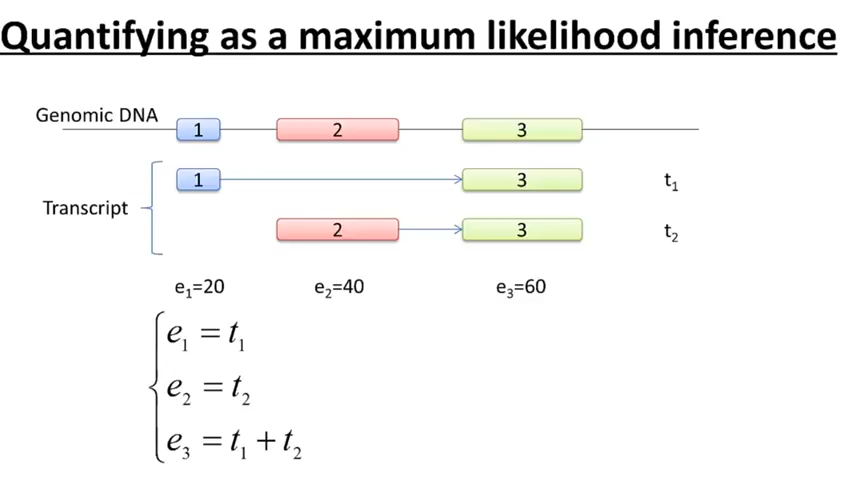 Quantifying as a maximum likelihood inference
Genomic DNA
1 2 3
1 3 t₁
Transcript
2 3 t₂
e₁=20 e₂=40 e₃=60
e₁ = t₁
e₂ = t₂
e₃ = t₁ + t₂